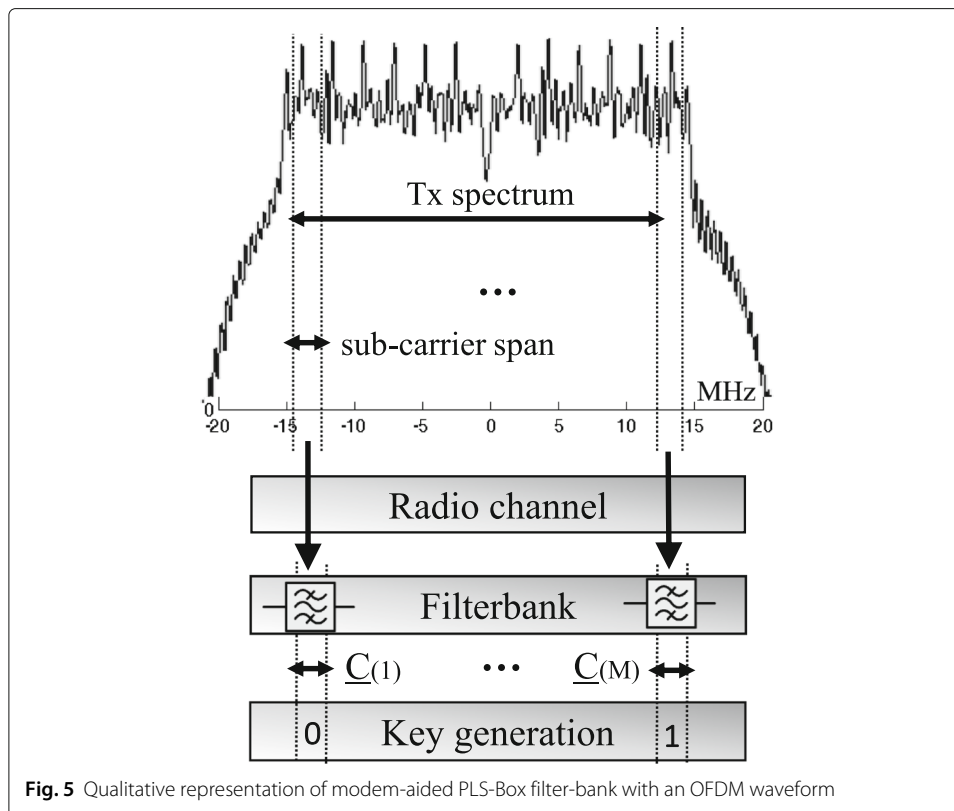 Tx spectrum
...
sub-carrier span
MHz
0
-20 -15 -10 -5 0 5 10 15 20
Radio channel
Filterbank
C(1) ... C(M)
0 Key generation 1
Fig. 5 Qualitative representation of modem-aided PLS-Box filter-bank with an OFDM waveform